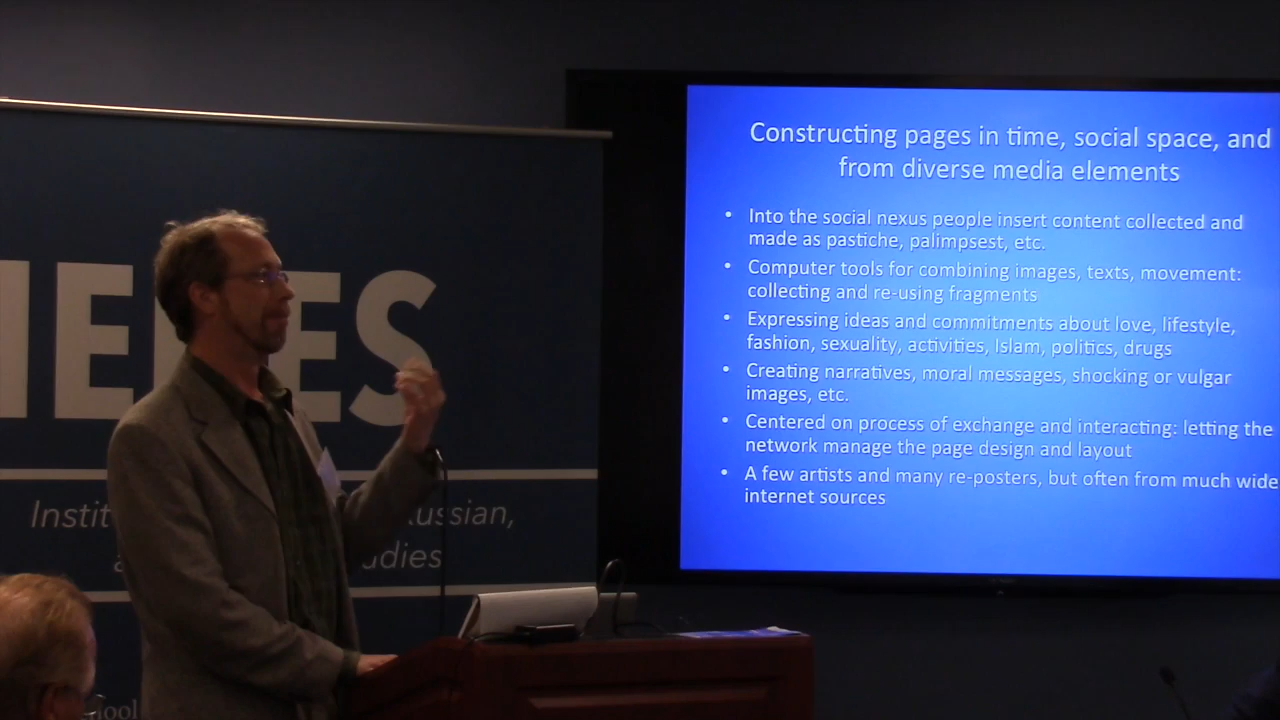 Constructing pages in time, social space, and
from diverse media elements
• Into the social nexus people insert content collected and
made as pastiche, palimpsest, etc.
• Computer tools for combining images, texts, movement:
collecting and re-using fragments
• Expressing ideas and commitments about love, lifestyle,
fashion, sexuality, activities, Islam, politics, drugs
• Creating narratives, moral messages, shocking or vulgar
images, etc.
• Centered on process of exchange and interacting: letting the
network manage the page design and layout
• A few artists and many re-posters, but often from much wide
internet sources
ERES
Instit
ussian,
a
udies
hool